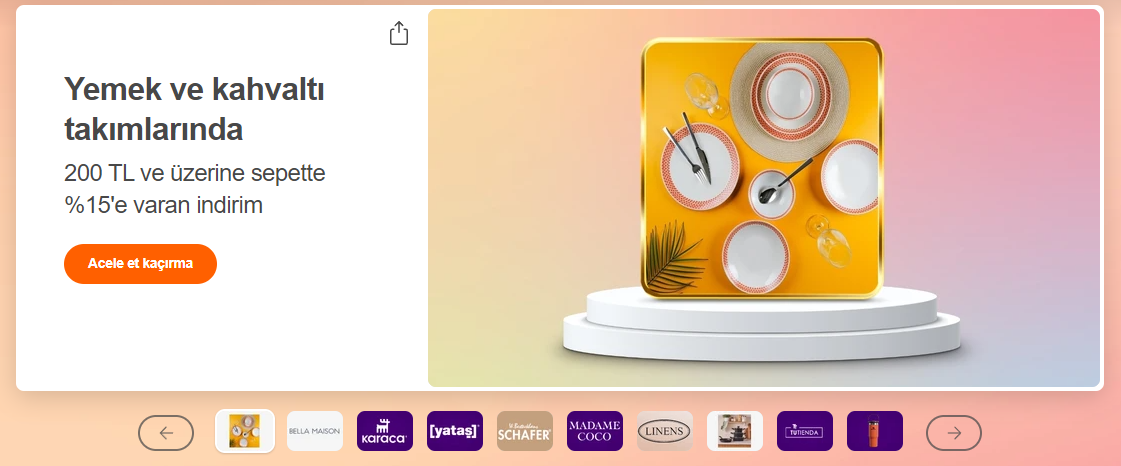 Yemek ve kahvaltı
takımlarında
200 TL ve üzerine sepette
%15'e varan indirim
Acele et kaçırma
BELLA MAISON
KaRaCa
[yataş]
SCHAFER
MADAME
COCO
LINENS
TUTIENDA